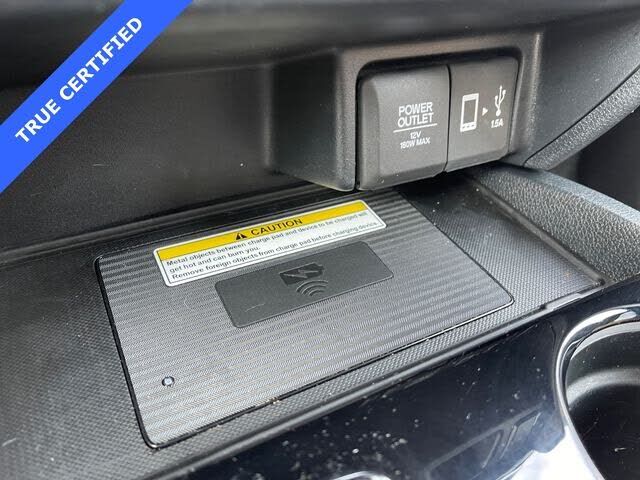 TRUE CERTIFIED
POWER
OUTLET
12V
180W MAX
1.5A
CAUTION
Metal objects between charge pad and device to be charged will
get hot and can burn you.
Remove foreign objects from charge pad before charging device.